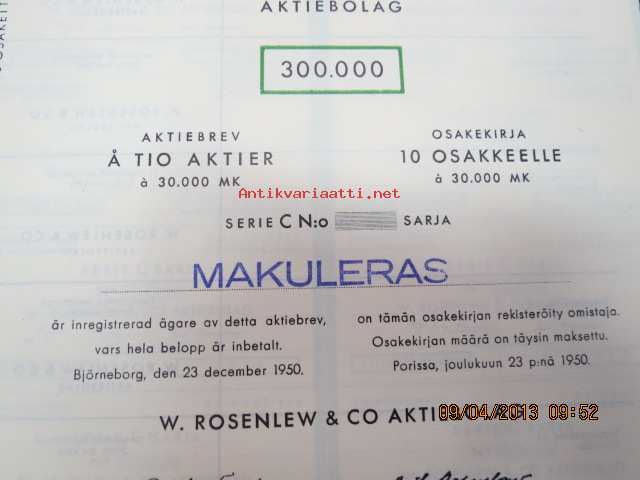 AKTIEBOLAG
300.000
AKTIEBREV
Å TIO AKTIER
à 30.000 MK
OSAKEKIRJA
10 OSAKKEELLE
à 30.000 MK
Antikvariaatti.net
SERIE C N:o SARJA
MAKULERAS
är inregistrerad ägare av detta aktiebrev,
vars hela belopp är inbetalt.
Björneborg, den 23 december 1950.
on tämän osakekirjan rekisteröity omistaja.
Osakekirjan määrä on täysin maksettu.
Porissa, joulukuun 23 p:nä 1950.
W. ROSENLEW & CO AKTIEBOLAG
09/04/2013 09:52